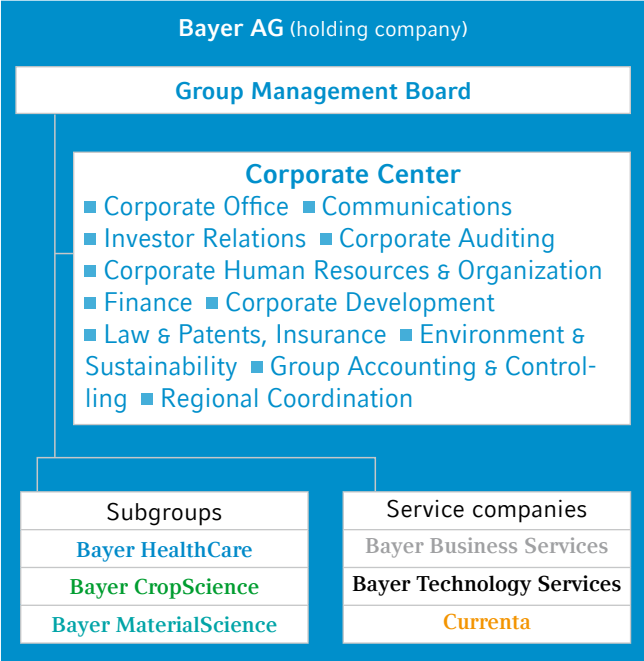 Bayer AG (holding company)
Group Management Board
Corporate Center
■ Corporate Office ■ Communications
■ Investor Relations ■ Corporate Auditing
■ Corporate Human Resources & Organization
■ Finance ■ Corporate Development
■ Law & Patents, Insurance ■ Environment &
Sustainability ■ Group Accounting & Control-
ling ■ Regional Coordination
Subgroups
Bayer HealthCare
Bayer CropScience
Bayer MaterialScience
Service companies
Bayer Business Services
Bayer Technology Services
Currenta